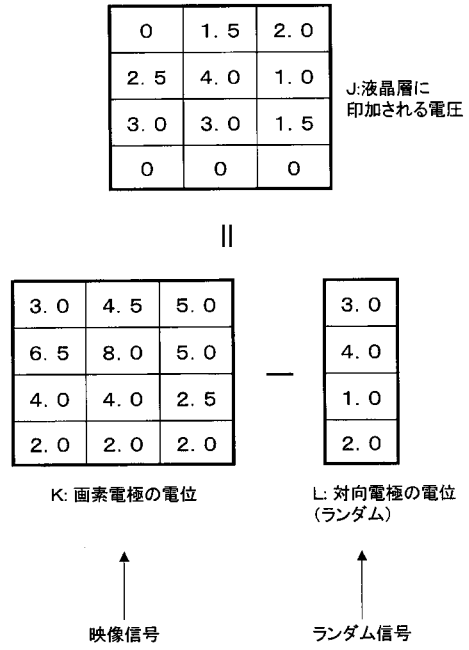 0 1.5 2.0
2.5 4.0 1.0
3.0 3.0 1.5
0 0 0
J:液晶層に
印加される電圧
=
3.0 4.5 5.0
6.5 8.0 5.0
4.0 4.0 2.5
2.0 2.0 2.0
K: 画素電極の電位
−
3.0
4.0
1.0
2.0
L: 対向電極の電位
(ランダム)
映像信号
ランダム信号